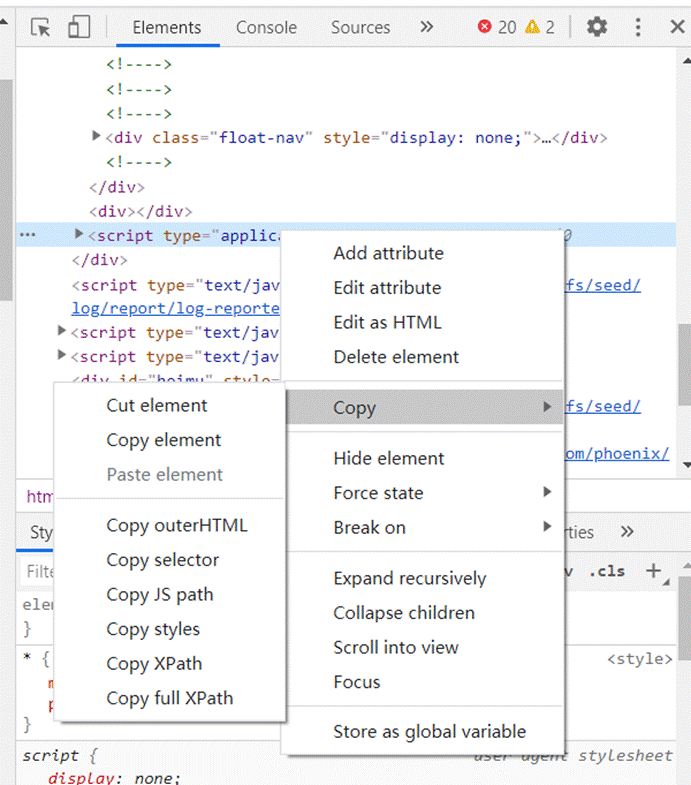 Elements Console Sources » 20 2
<!---->
<!---->
<!---->
<div class="float-nav" style="display: none;">…</div>
<!---->
</div>
<div></div>
<script type="applica
</div>
<script type="text/jav fs/seed/
log/report/log-reporte
<script type="text/jav
<script type="text/jav
<div id="heimu" style= fs/seed/
om/phoenix/
Add attribute
Edit attribute
Edit as HTML
Delete element
Copy
Hide element
Force state
Break on
Expand recursively
Collapse children
Scroll into view
Focus
Store as global variable
Cut element
Copy element
Paste element
Copy outerHTML
Copy selector
Copy JS path
Copy styles
Copy XPath
Copy full XPath
htm
Sty rties »
Filte v .cls +
elem
}
* { <style>
m
p
}
script { user agent stylesheet
display: none;